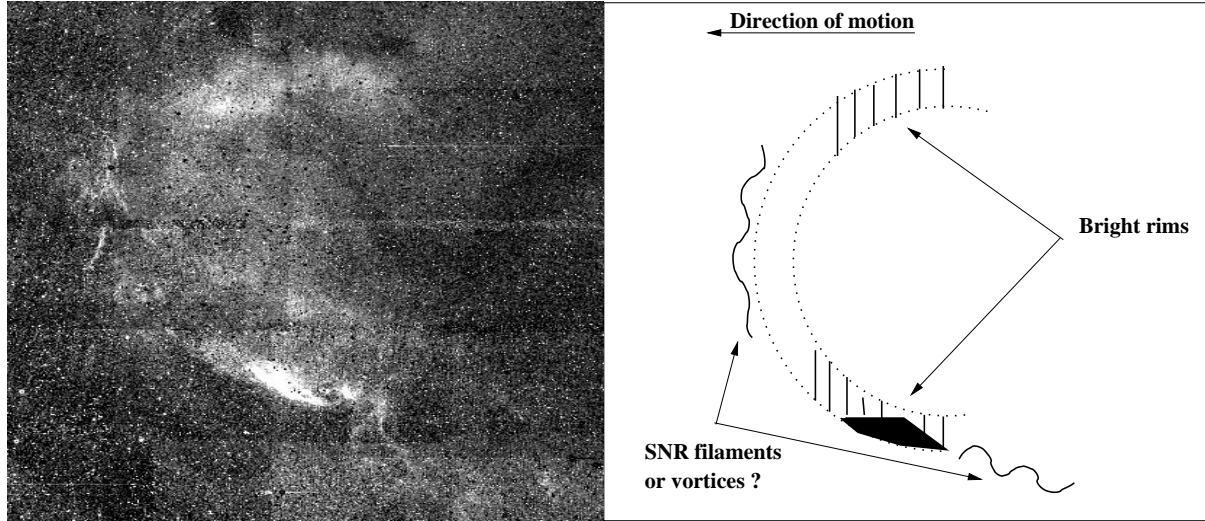 Direction of motion
Bright rims
SNR filaments
or vortices ?